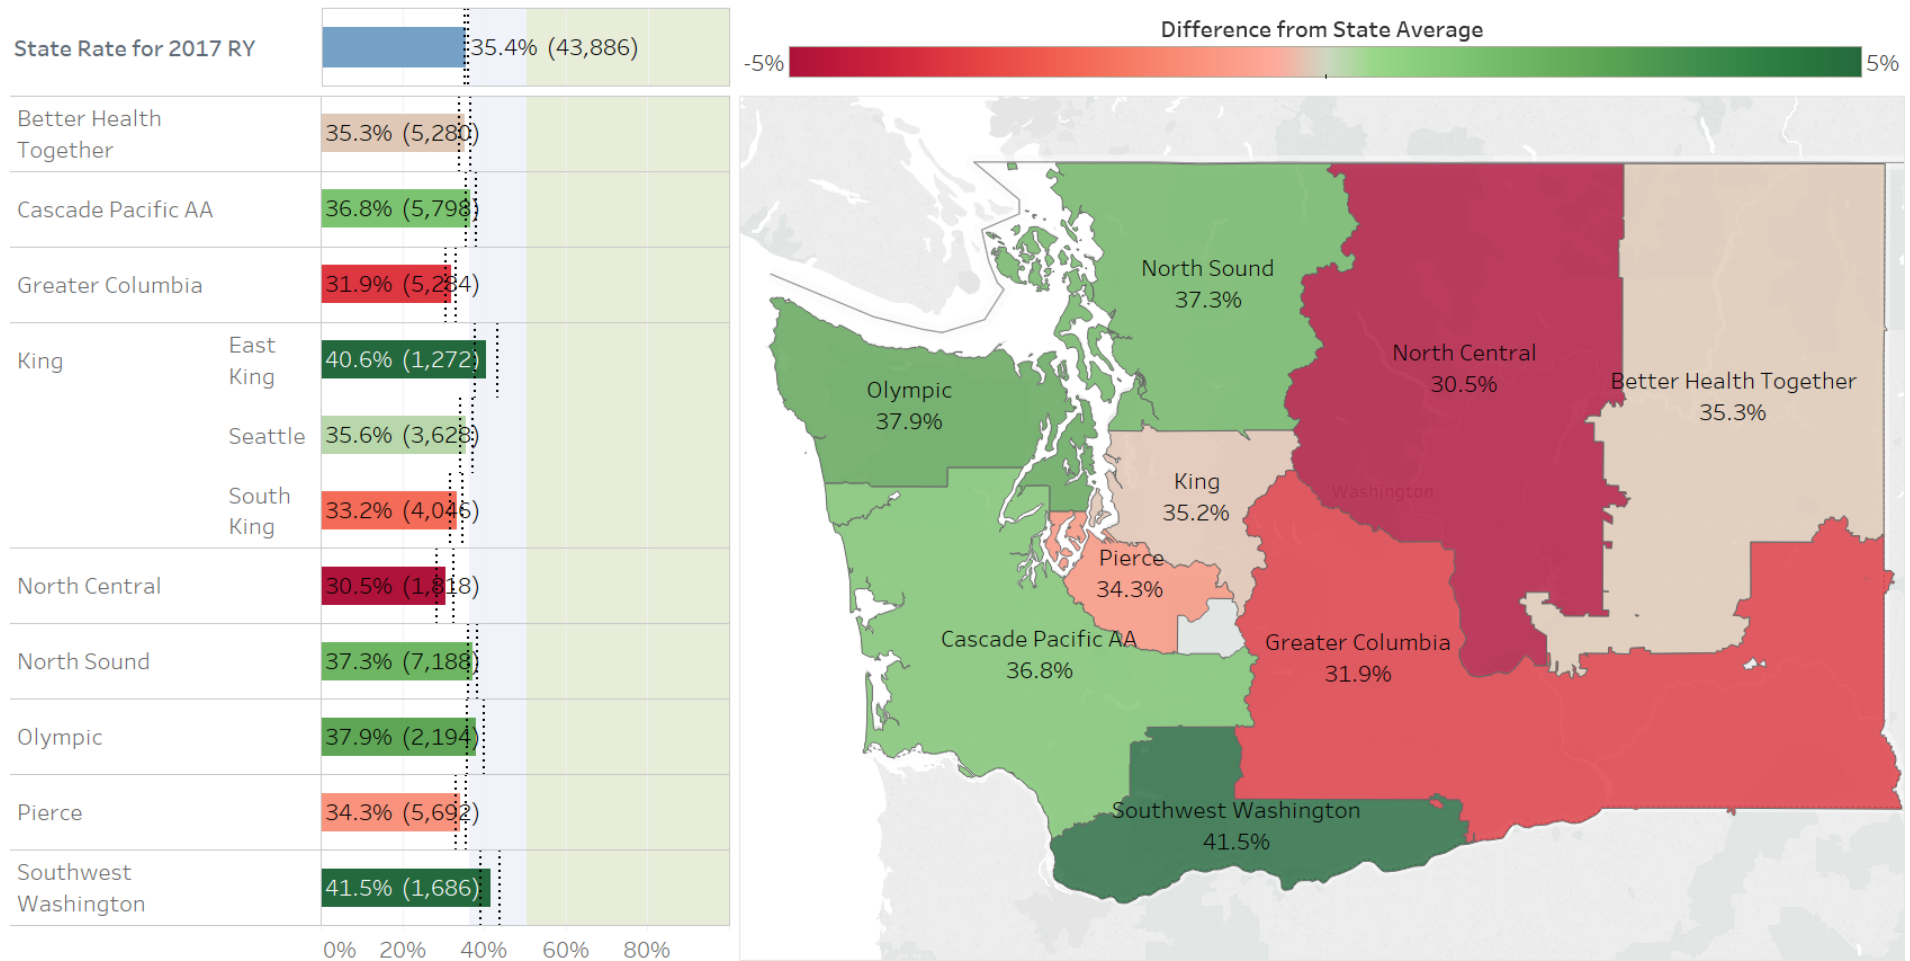 State Rate for 2017 RY
35.4% (43,886)
Better Health
Together
35.3% (5,280)
Cascade Pacific AA
36.8% (5,798)
Greater Columbia
31.9% (5,284)
King
East
King
40.6% (1,272)
Seattle
35.6% (3,628)
South
King
33.2% (4,046)
North Central
30.5% (1,818)
North Sound
37.3% (7,188)
Olympic
37.9% (2,194)
Pierce
34.3% (5,692)
Southwest
Washington
41.5% (1,686)
0% 20% 40% 60% 80%
Difference from State Average
-5% 5%
North Sound
37.3%
North Central
30.5%
Better Health Together
35.3%
Olympic
37.9%
King
35.2%
Washington
Pierce
34.3%
Cascade Pacific AA
36.8%
Greater Columbia
31.9%
Southwest Washington
41.5%